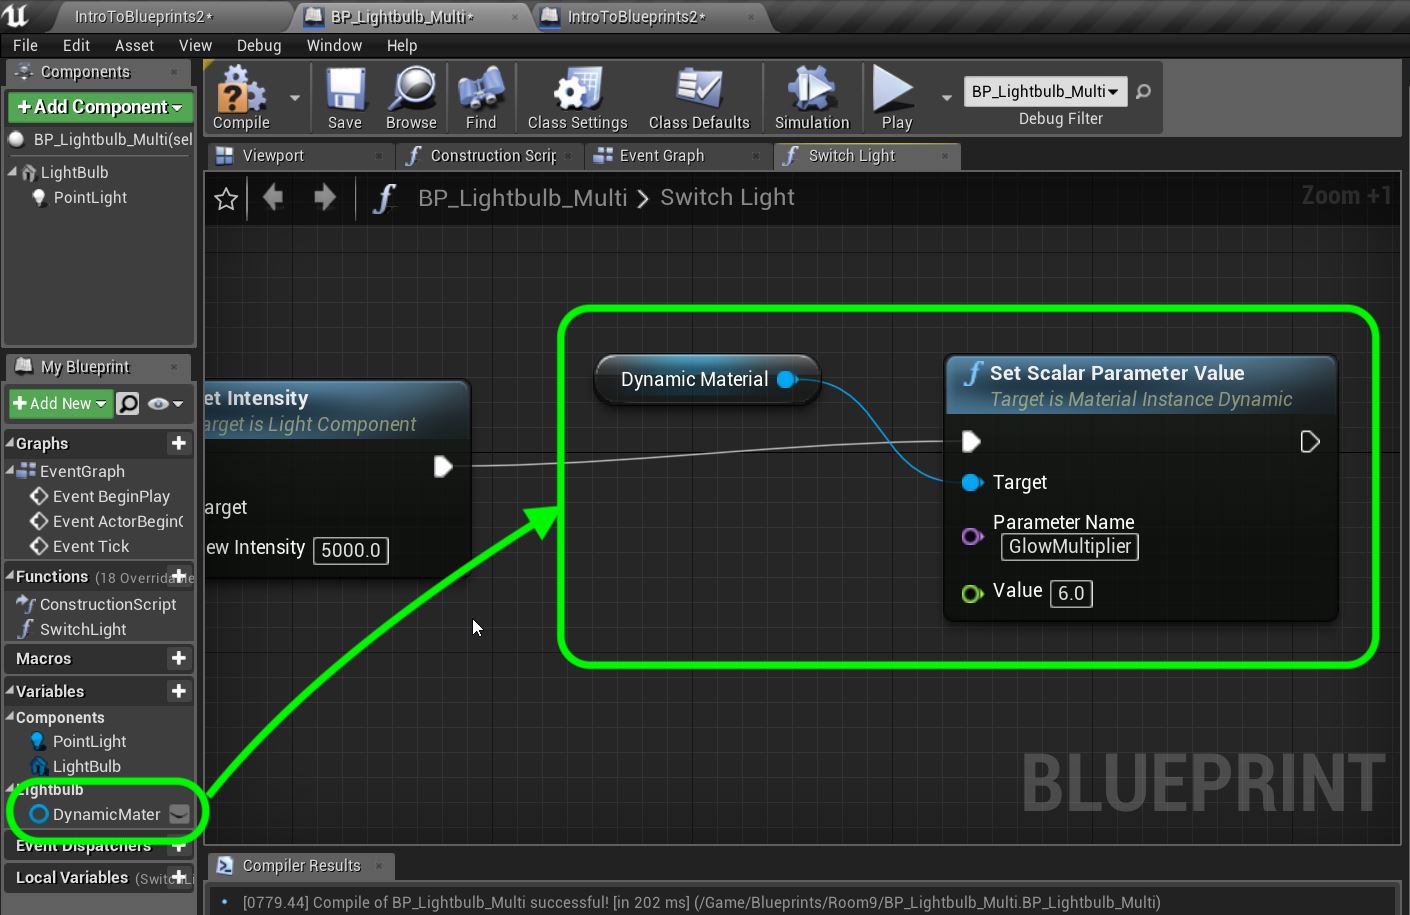 IntroToBlueprints2*
BP_Lightbulb_Multi*
IntroToBlueprints2*
File Edit Asset View Debug Window Help
Components
+Add Component
BP_Lightbulb_Multi(sel
LightBulb
PointLight
Compile
Save
Browse
Find
Class Settings
Class Defaults
Simulation
Play
BP_Lightbulb_Multi
Debug Filter
Viewport
Construction Scrip
Event Graph
Switch Light
BP_Lightbulb_Multi > Switch Light
Zoom +1
My Blueprint
+Add New
Graphs
EventGraph
Event BeginPlay
Event ActorBeginO
Event Tick
Functions (18 Overridable
ConstructionScript
SwitchLight
Macros
Variables
Components
PointLight
LightBulb
Lightbulb
DynamicMater
Event Dispatchers
Local Variables (SwitchLi
et Intensity
arget is Light Component
arget
ew Intensity 5000.0
Dynamic Material
Set Scalar Parameter Value
Target is Material Instance Dynamic
Target
Parameter Name
GlowMultiplier
Value 6.0
BLUEPRINT
Compiler Results
[0779.44] Compile of BP_Lightbulb_Multi successful! [in 202 ms] (/Game/Blueprints/Room9/BP_Lightbulb_Multi.BP_Lightbulb_Multi)